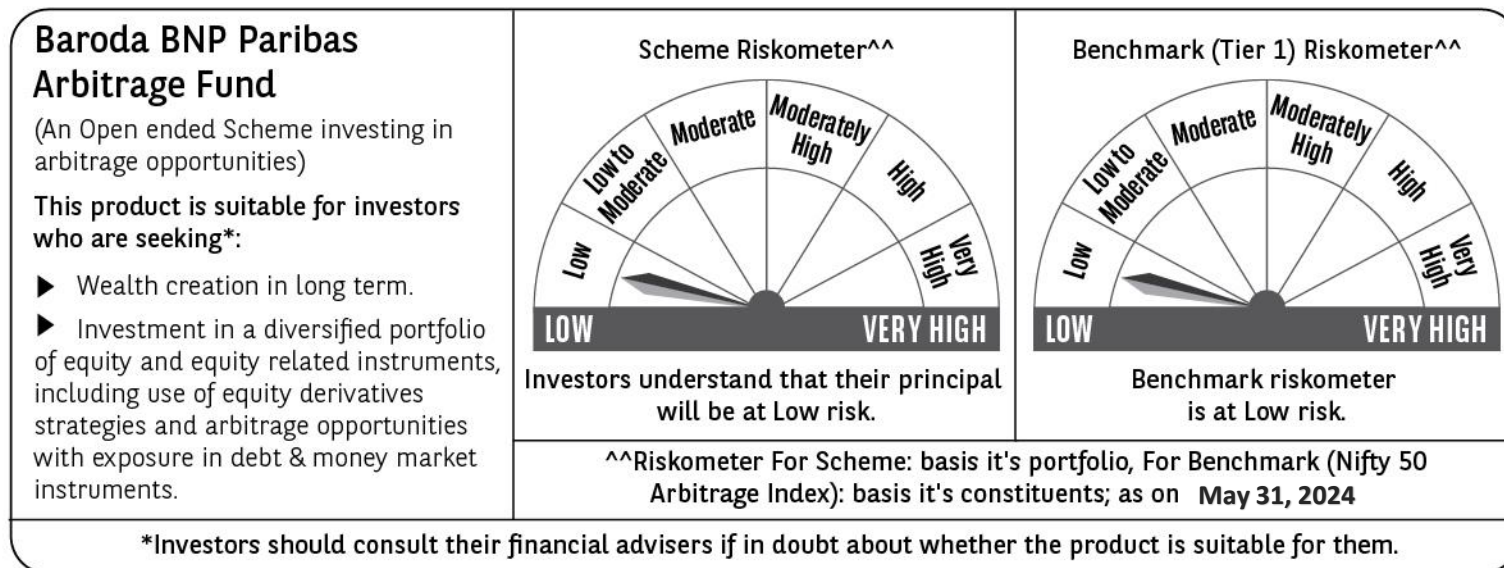 Baroda BNP Paribas
Arbitrage Fund
(An Open ended Scheme investing in
arbitrage opportunities)
This product is suitable for investors
who are seeking*:
▶ Wealth creation in long term.
▶ Investment in a diversified portfolio
of equity and equity related instruments,
including use of equity derivatives
strategies and arbitrage opportunities
with exposure in debt & money market
instruments.
Scheme Riskometer^^
Low
Low to
Moderate
Moderate
Moderately
High
High
Very
High
LOW VERY HIGH
Investors understand that their principal
will be at Low risk.
Benchmark (Tier 1) Riskometer^^
Low
Low to
Moderate
Moderate
Moderately
High
High
Very
High
LOW VERY HIGH
Benchmark riskometer
is at Low risk.
^^Riskometer For Scheme: basis it's portfolio, For Benchmark (Nifty 50
Arbitrage Index): basis it's constituents; as on May 31, 2024
*Investors should consult their financial advisers if in doubt about whether the product is suitable for them.